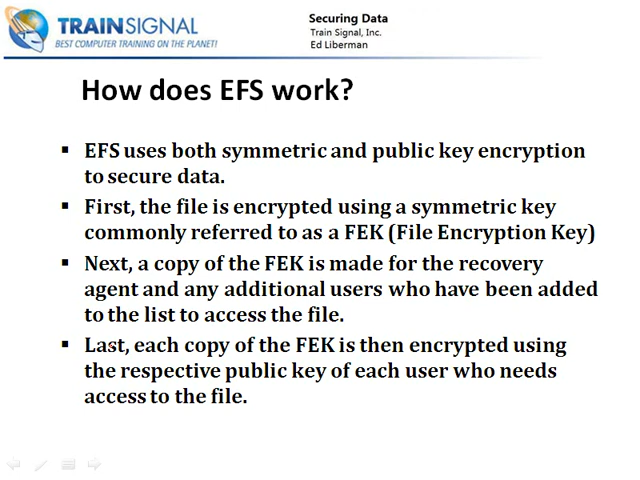 TRAINSIGNAL
BEST COMPUTER TRAINING ON THE PLANET!
Securing Data
Train Signal, Inc.
Ed Liberman
How does EFS work?
▪ EFS uses both symmetric and public key encryption
to secure data.
▪ First, the file is encrypted using a symmetric key
commonly referred to as a FEK (File Encryption Key)
▪ Next, a copy of the FEK is made for the recovery
agent and any additional users who have been added
to the list to access the file.
▪ Last, each copy of the FEK is then encrypted using
the respective public key of each user who needs
access to the file.